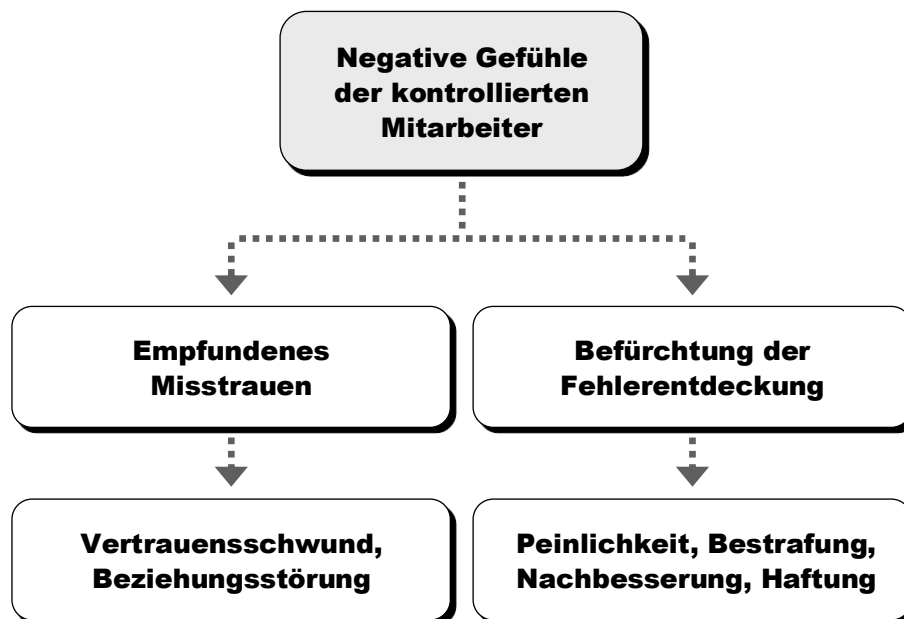 Negative Gefühle
der kontrollierten
Mitarbeiter
Empfundenes
Misstrauen
Befürchtung der
Fehlerentdeckung
Vertrauensschwund,
Beziehungsstörung
Peinlichkeit, Bestrafung,
Nachbesserung, Haftung